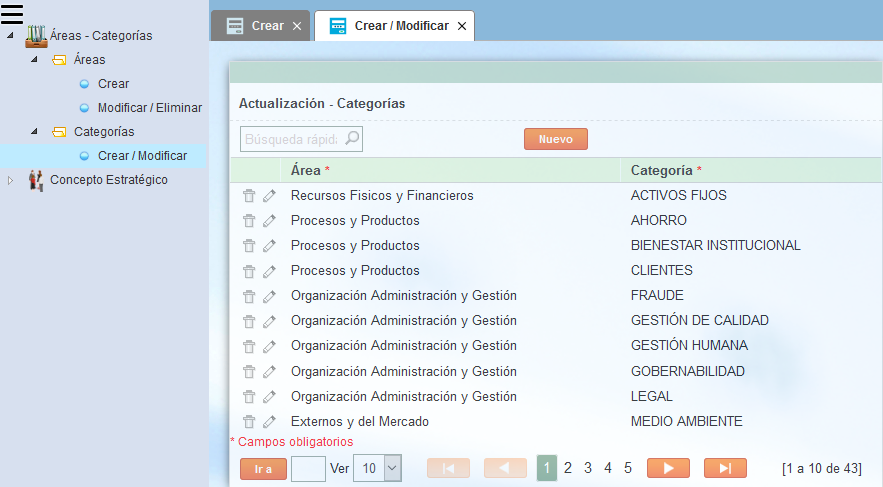 Áreas - Categorías
Áreas
Crear
Modificar / Eliminar
Categorías
Crear / Modificar
Concepto Estratégico
Crear × Crear / Modificar ×
Actualización - Categorías
Búsqueda rápida Nuevo
Área * Categoría *
Recursos Fisicos y Financieros ACTIVOS FIJOS
Procesos y Productos AHORRO
Procesos y Productos BIENESTAR INSTITUCIONAL
Procesos y Productos CLIENTES
Organización Administración y Gestión FRAUDE
Organización Administración y Gestión GESTIÓN DE CALIDAD
Organización Administración y Gestión GESTIÓN HUMANA
Organización Administración y Gestión GOBERNABILIDAD
Organización Administración y Gestión LEGAL
Externos y del Mercado MEDIO AMBIENTE
* Campos obligatorios
Ir a Ver 10 1 2 3 4 5 [1 a 10 de 43]